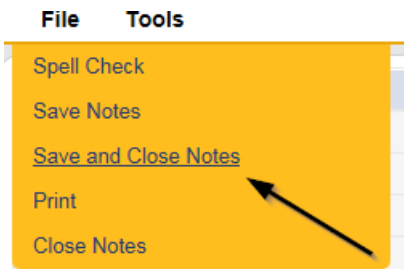 File Tools
Spell Check
Save Notes
Save and Close Notes
Print
Close Notes